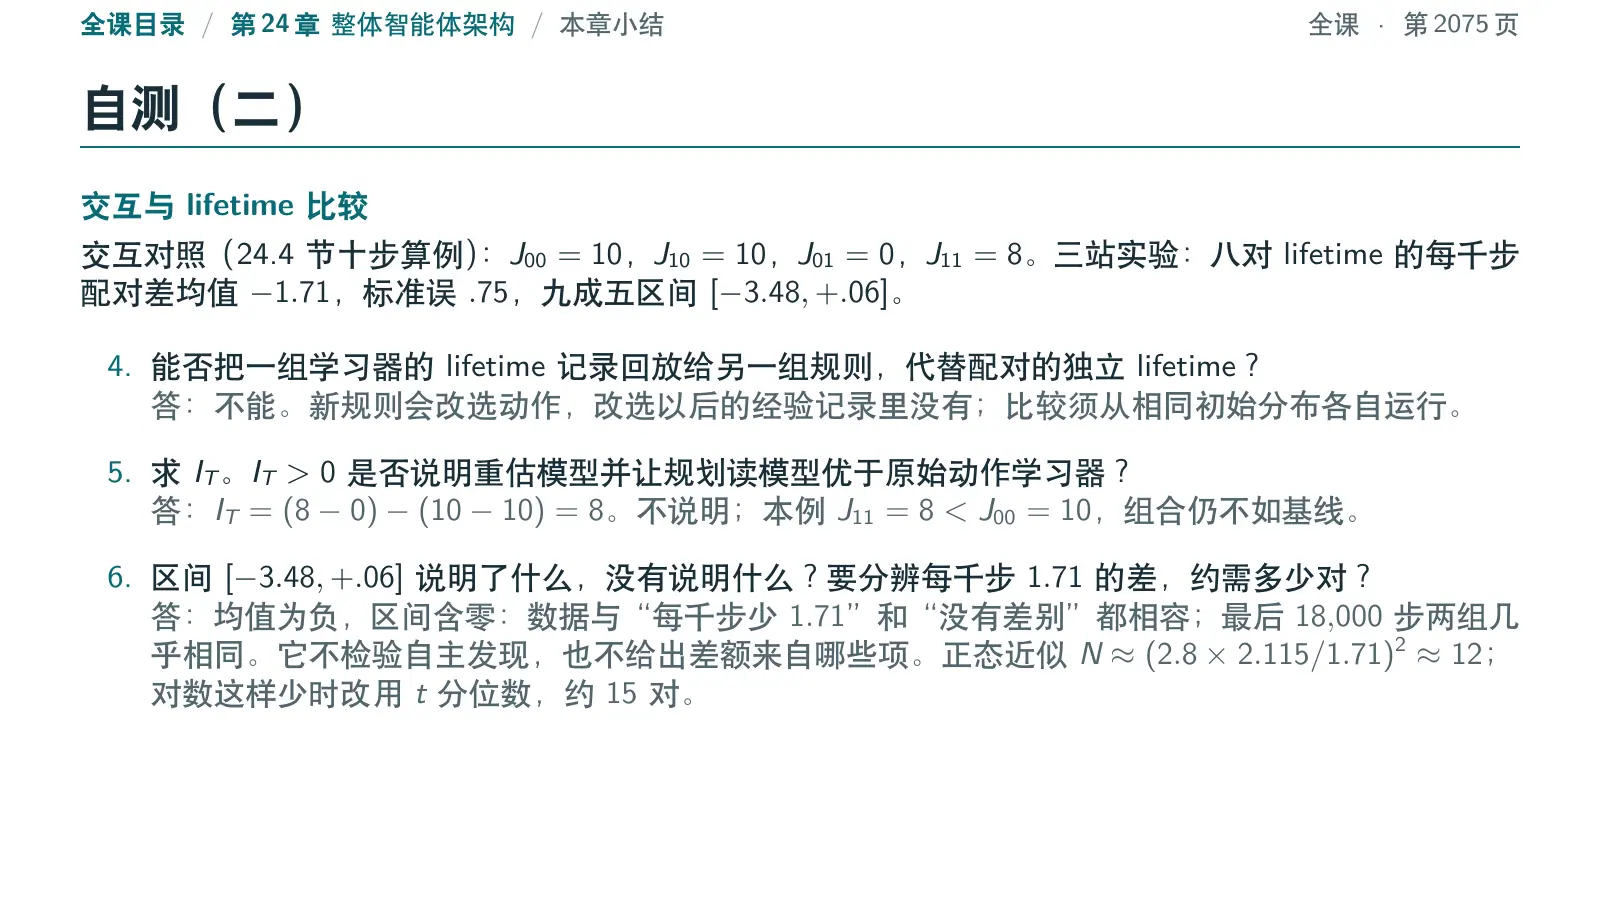 全课目录 / 第 24 章 整体智能体架构 / 本章小结
全课 · 第 2075 页
自测（二）
交互与 lifetime 比较
交互对照（24.4 节十步算例）：J₀₀ = 10，J₁₀ = 10，J₀₁ = 0，J₁₁ = 8。三站实验：八对 lifetime 的每千步
配对差均值 −1.71，标准误 .75，九成五区间 [−3.48, +.06]。
4. 能否把一组学习器的 lifetime 记录回放给另一组规则，代替配对的独立 lifetime？
答：不能。新规则会改选动作，改选以后的经验记录里没有；比较须从相同初始分布各自运行。
5. 求 I_T。I_T > 0 是否说明重估模型并让规划读模型优于原始动作学习器？
答：I_T = (8 − 0) − (10 − 10) = 8。不说明；本例 J₁₁ = 8 < J₀₀ = 10，组合仍不如基线。
6. 区间 [−3.48, +.06] 说明了什么，没有说明什么？要分辨每千步 1.71 的差，约需多少对？
答：均值为负，区间含零：数据与“每千步少 1.71”和“没有差别”都相容；最后 18,000 步两组几
乎相同。它不检验自主发现，也不给出差额来自哪些项。正态近似 N ≈ (2.8 × 2.115/1.71)² ≈ 12；
对数这样少时改用 t 分位数，约 15 对。